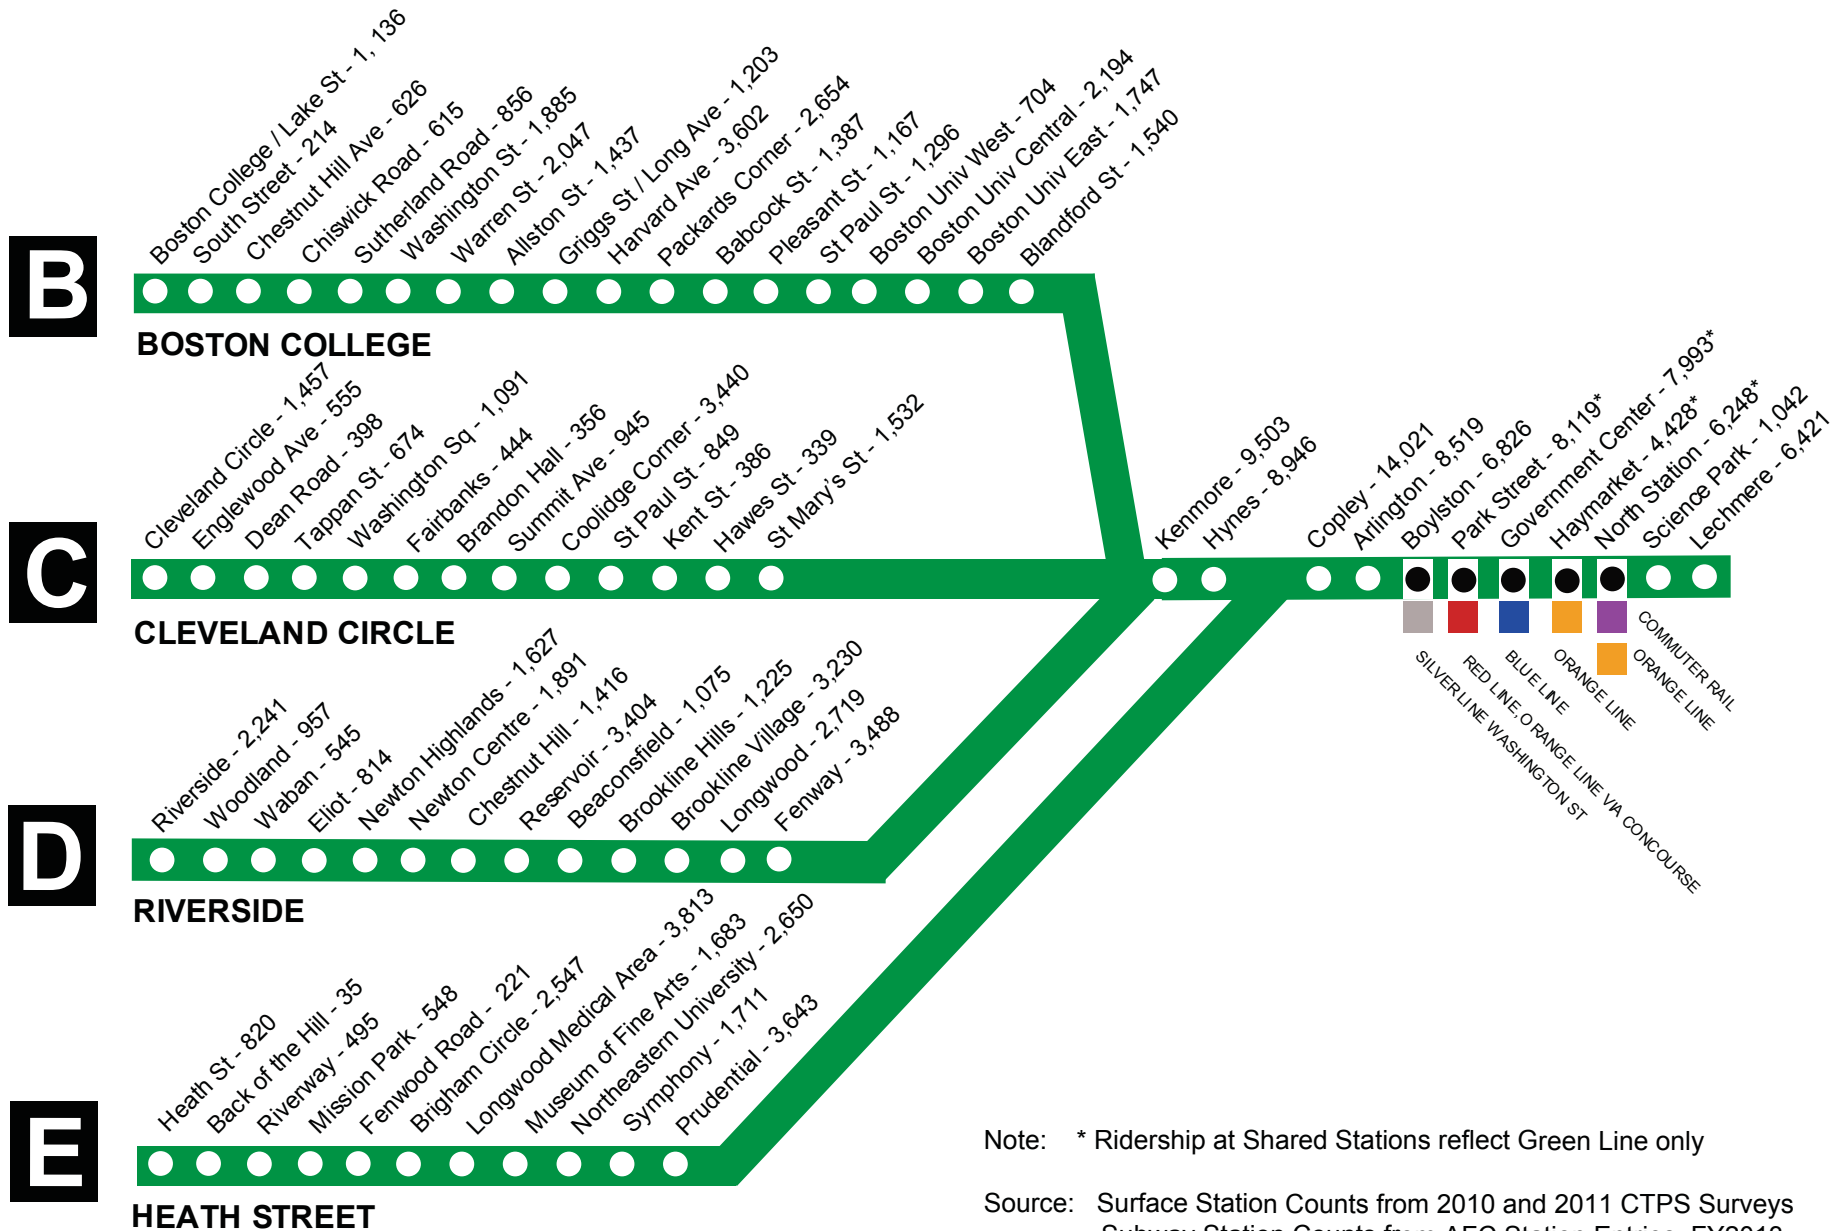 B
Boston College / Lake St - 1, 136
South Street - 214
Chestnut Hill Ave - 626
Chiswick Road - 615
Sutherland Road - 856
Washington St - 1,885
Warren St - 2,047
Allston St - 1,437
Griggs St / Long Ave - 1,203
Harvard Ave - 3,602
Packards Corner - 2,654
Babcock St - 1,387
Pleasant St - 1,167
St Paul St - 1,296
Boston Univ West - 704
Boston Univ Central - 2,194
Boston Univ East - 1,747
Blandford St - 1,540
BOSTON COLLEGE
C
Cleveland Circle - 1,457
Englewood Ave - 555
Dean Road - 398
Tappan St - 674
Washington Sq - 1,091
Fairbanks - 444
Brandon Hall - 356
Summit Ave - 945
Coolidge Corner - 3,440
St Paul St - 849
Kent St - 386
Hawes St - 339
St Mary's St - 1,532
CLEVELAND CIRCLE
Kenmore - 9,503
Hynes - 8,946
Copley - 14,021
Arlington - 8,519
Boylston - 6,826
Park Street - 8,119*
Government Center - 7,993*
Haymarket - 4,428*
North Station - 6,248*
Science Park - 1,042
Lechmere - 6,421
SILVER LINE WASHINGTON ST
RED LINE, ORANGE LINE VIA CONCOURSE
BLUE LINE
ORANGE LINE
COMMUTER RAIL
ORANGE LINE
D
Riverside - 2,241
Woodland - 957
Waban - 545
Eliot - 814
Newton Highlands - 1,627
Newton Centre - 1,891
Chestnut Hill - 1,416
Reservoir - 3,404
Beaconsfield - 1,075
Brookline Hills - 1,225
Brookline Village - 3,230
Longwood - 2,719
Fenway - 3,488
RIVERSIDE
E
Heath St - 820
Back of the Hill - 35
Riverway - 495
Mission Park - 548
Fenwood Road - 221
Brigham Circle - 2,547
Longwood Medical Area - 3,813
Museum of Fine Arts - 1,683
Northeastern University - 2,650
Symphony - 1,711
Prudential - 3,643
HEATH STREET
Note: * Ridership at Shared Stations reflect Green Line only
Source: Surface Station Counts from 2010 and 2011 CTPS Surveys
Subway Station Counts from AFC Station Entries, FY2013